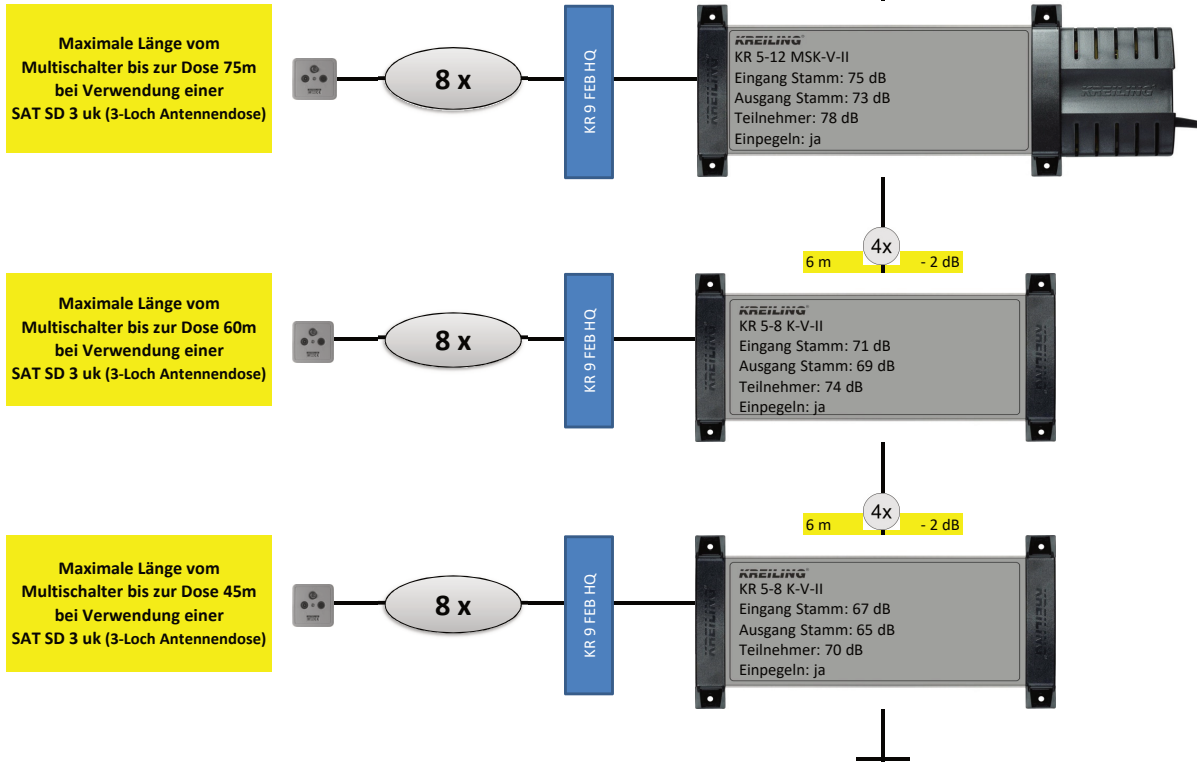 Maximale Länge vom
Multischalter bis zur Dose 75m
bei Verwendung einer
SAT SD 3 uk (3-Loch Antennendose)
8 x
KR 9 FEB HQ
KREILING
KR 5-12 MSK-V-II
Eingang Stamm: 75 dB
Ausgang Stamm: 73 dB
Teilnehmer: 78 dB
Einpegeln: ja
KREILING
4x
6 m - 2 dB
Maximale Länge vom
Multischalter bis zur Dose 60m
bei Verwendung einer
SAT SD 3 uk (3-Loch Antennendose)
8 x
KR 9 FEB HQ
KREILING
KREILING
KR 5-8 K-V-II
Eingang Stamm: 71 dB
Ausgang Stamm: 69 dB
Teilnehmer: 74 dB
Einpegeln: ja
KREILING
4x
6 m - 2 dB
Maximale Länge vom
Multischalter bis zur Dose 45m
bei Verwendung einer
SAT SD 3 uk (3-Loch Antennendose)
8 x
KR 9 FEB HQ
KREILING
KREILING
KR 5-8 K-V-II
Eingang Stamm: 67 dB
Ausgang Stamm: 65 dB
Teilnehmer: 70 dB
Einpegeln: ja
KREILING